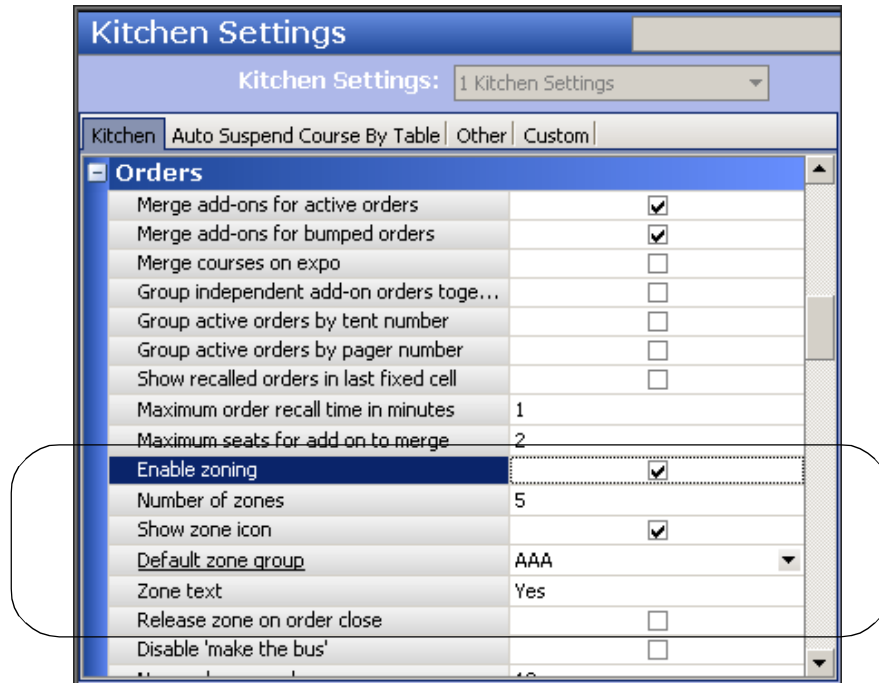 Kitchen Settings
Kitchen Settings: 1 Kitchen Settings
Kitchen Auto Suspend Course By Table Other Custom
Orders
Merge add-ons for active orders
Merge add-ons for bumped orders
Merge courses on expo
Group independent add-on orders toge...
Group active orders by tent number
Group active orders by pager number
Show recalled orders in last fixed cell
Maximum order recall time in minutes 1
Maximum seats for add on to merge 2
Enable zoning
Number of zones 5
Show zone icon
Default zone group AAA
Zone text Yes
Release zone on order close
Disable 'make the bus'